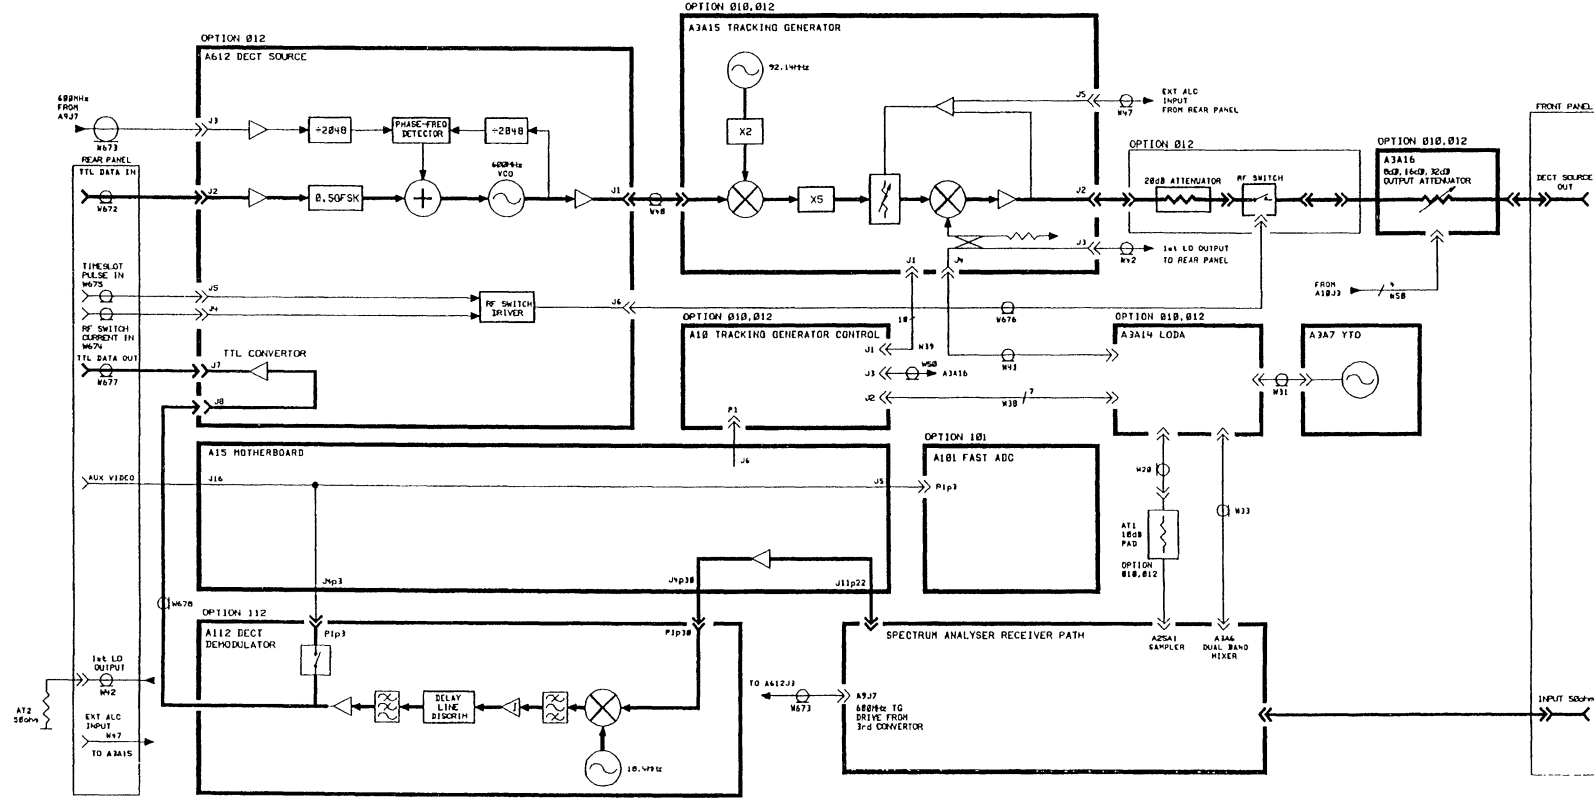 OPTION 010,012
A3A15 TRACKING GENERATOR
92.14MHz
X2
X5
J5
EXT ALC
INPUT
FROM REAR PANEL
W47
J2
J3
1st LO OUTPUT
TO REAR PANEL
W42
J1
J4
OPTION 012
A612 DECT SOURCE
600MHz
FROM
A9J7
W673
J3
÷2048
PHASE-FREQ
DETECTOR
÷2048
600MHz
VCO
REAR PANEL
TTL DATA IN
W672
J2
0.5GFSK
J1
W48
OPTION 012
20dB ATTENUATOR
RF SWITCH
OPTION 010,012
A3A16
8dB,16dB,32dB
OUTPUT ATTENUATOR
FRONT PANEL
DECT SOURCE
OUT
FROM
A10J3
4
W50
TIMESLOT
PULSE IN
W675
J5
J4
RF SWITCH
CURRENT IN
W674
RF SWITCH
DRIVER
J6
W676
TTL DATA OUT
W677
J7
TTL CONVERTOR
J8
OPTION 010,012
A10 TRACKING GENERATOR CONTROL
10
J1
W39
J3
W50
A3A16
J2
W38
7
P1
W41
OPTION 010,012
A3A14 LODA
W31
A3A7 YTO
A15 MOTHERBOARD
J6
AUX VIDEO
J16
J5
OPTION 101
A101 FAST ADC
P1p3
W20
W33
AT1
10dB
PAD
OPTION
010,012
J4p3
J4p30
J11p22
W678
OPTION 112
A112 DECT
DEMODULATOR
P1p3
P1p30
DELAY
LINE
DISCRIM
18.4MHz
SPECTRUM ANALYSER RECEIVER PATH
A25A1
SAMPLER
A3A6
DUAL BAND
MIXER
TO A612J3
W673
A9J7
600MHz TG
DRIVE FROM
3rd CONVERTOR
INPUT 50ohm
1st LO
OUTPUT
W42
AT2
50ohm
EXT ALC
INPUT
W47
TO A3A15